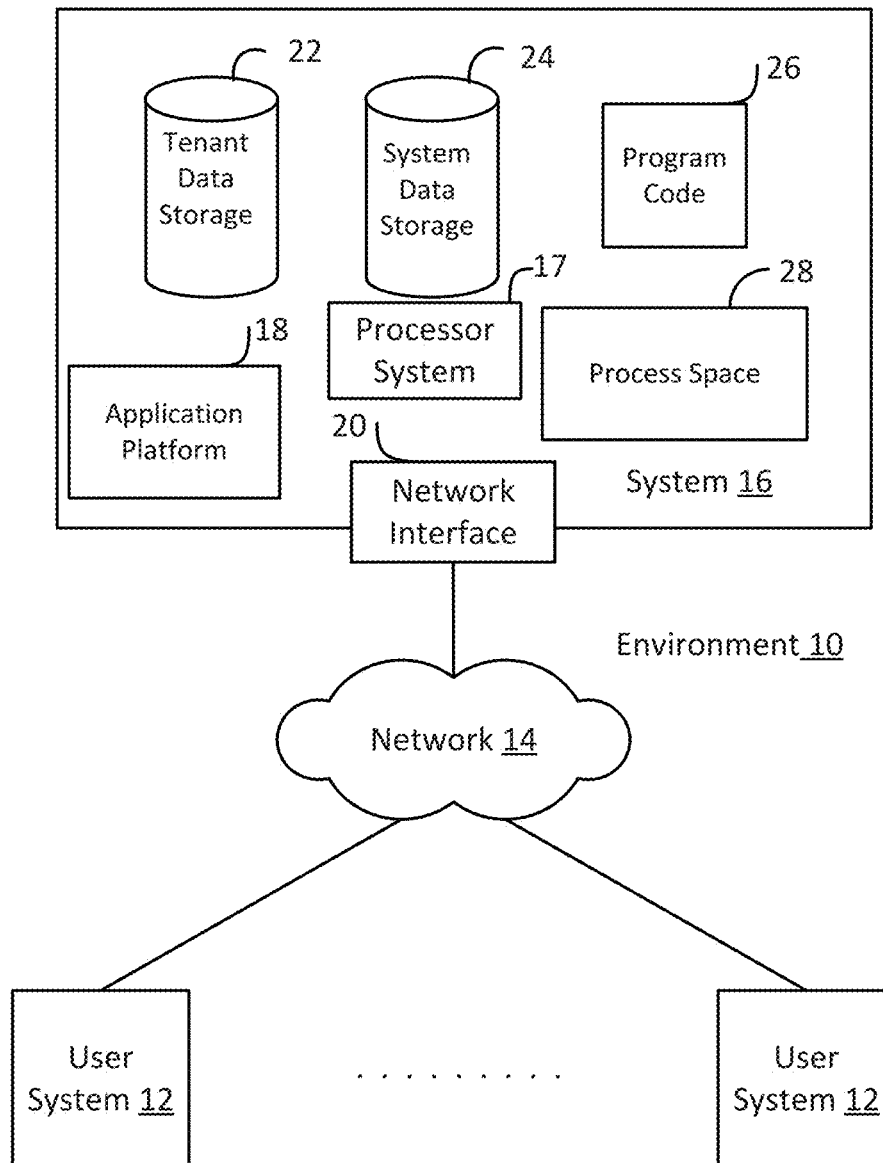 22
24
26
Tenant
Data
Storage
System
Data
Storage
Program
Code
17
28
18
Processor
System
Process Space
Application
Platform
20
Network
Interface
System 16
Environment 10
Network 14
User
System 12
. . . . . . . . .
User
System 12